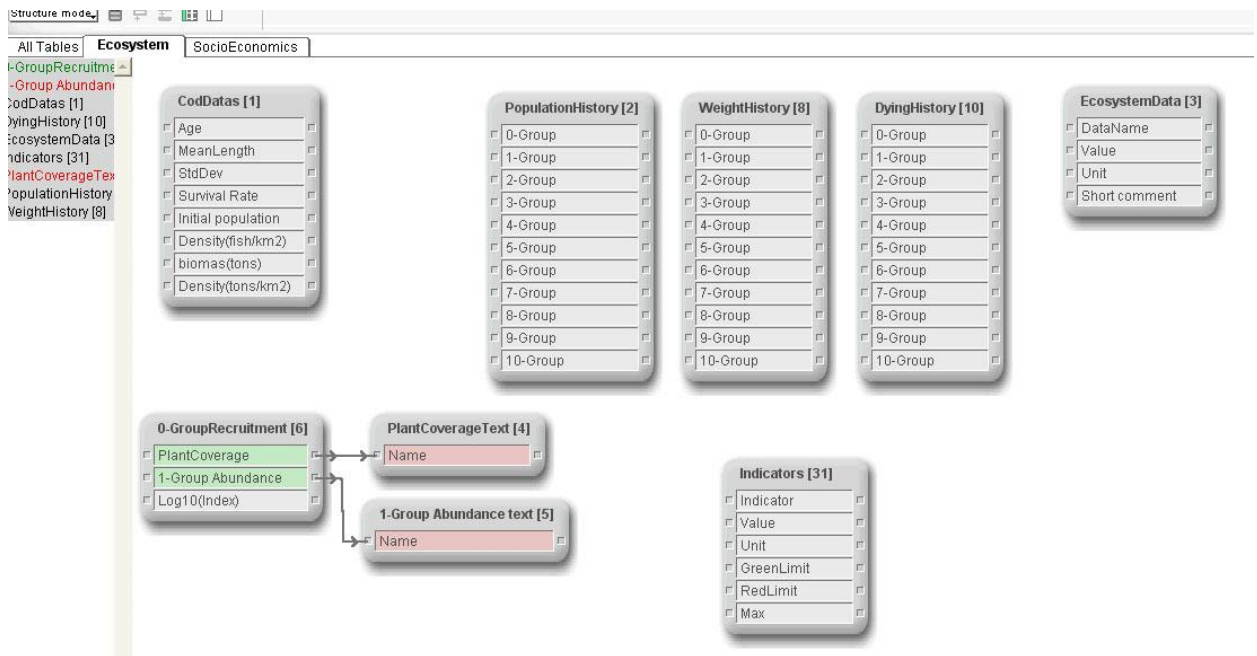 Structure mode
All Tables Ecosystem SocioEconomics
0-GroupRecruitme
-Group Abundan
CodDatas [1]
DyingHistory [10]
EcosystemData [3
Indicators [31]
PlantCoverageTex
PopulationHistory
WeightHistory [8]
CodDatas [1]
Age
MeanLength
StdDev
Survival Rate
Initial population
Density(fish/km2)
biomas(tons)
Density(tons/km2)
PopulationHistory [2]
0-Group
1-Group
2-Group
3-Group
4-Group
5-Group
6-Group
7-Group
8-Group
9-Group
10-Group
WeightHistory [8]
0-Group
1-Group
2-Group
3-Group
4-Group
5-Group
6-Group
7-Group
8-Group
9-Group
10-Group
DyingHistory [10]
0-Group
1-Group
2-Group
3-Group
4-Group
5-Group
6-Group
7-Group
8-Group
9-Group
10-Group
EcosystemData [3]
DataName
Value
Unit
Short comment
0-GroupRecruitment [6]
PlantCoverage
1-Group Abundance
Log10(Index)
PlantCoverageText [4]
Name
1-Group Abundance text [5]
Name
Indicators [31]
Indicator
Value
Unit
GreenLimit
RedLimit
Max